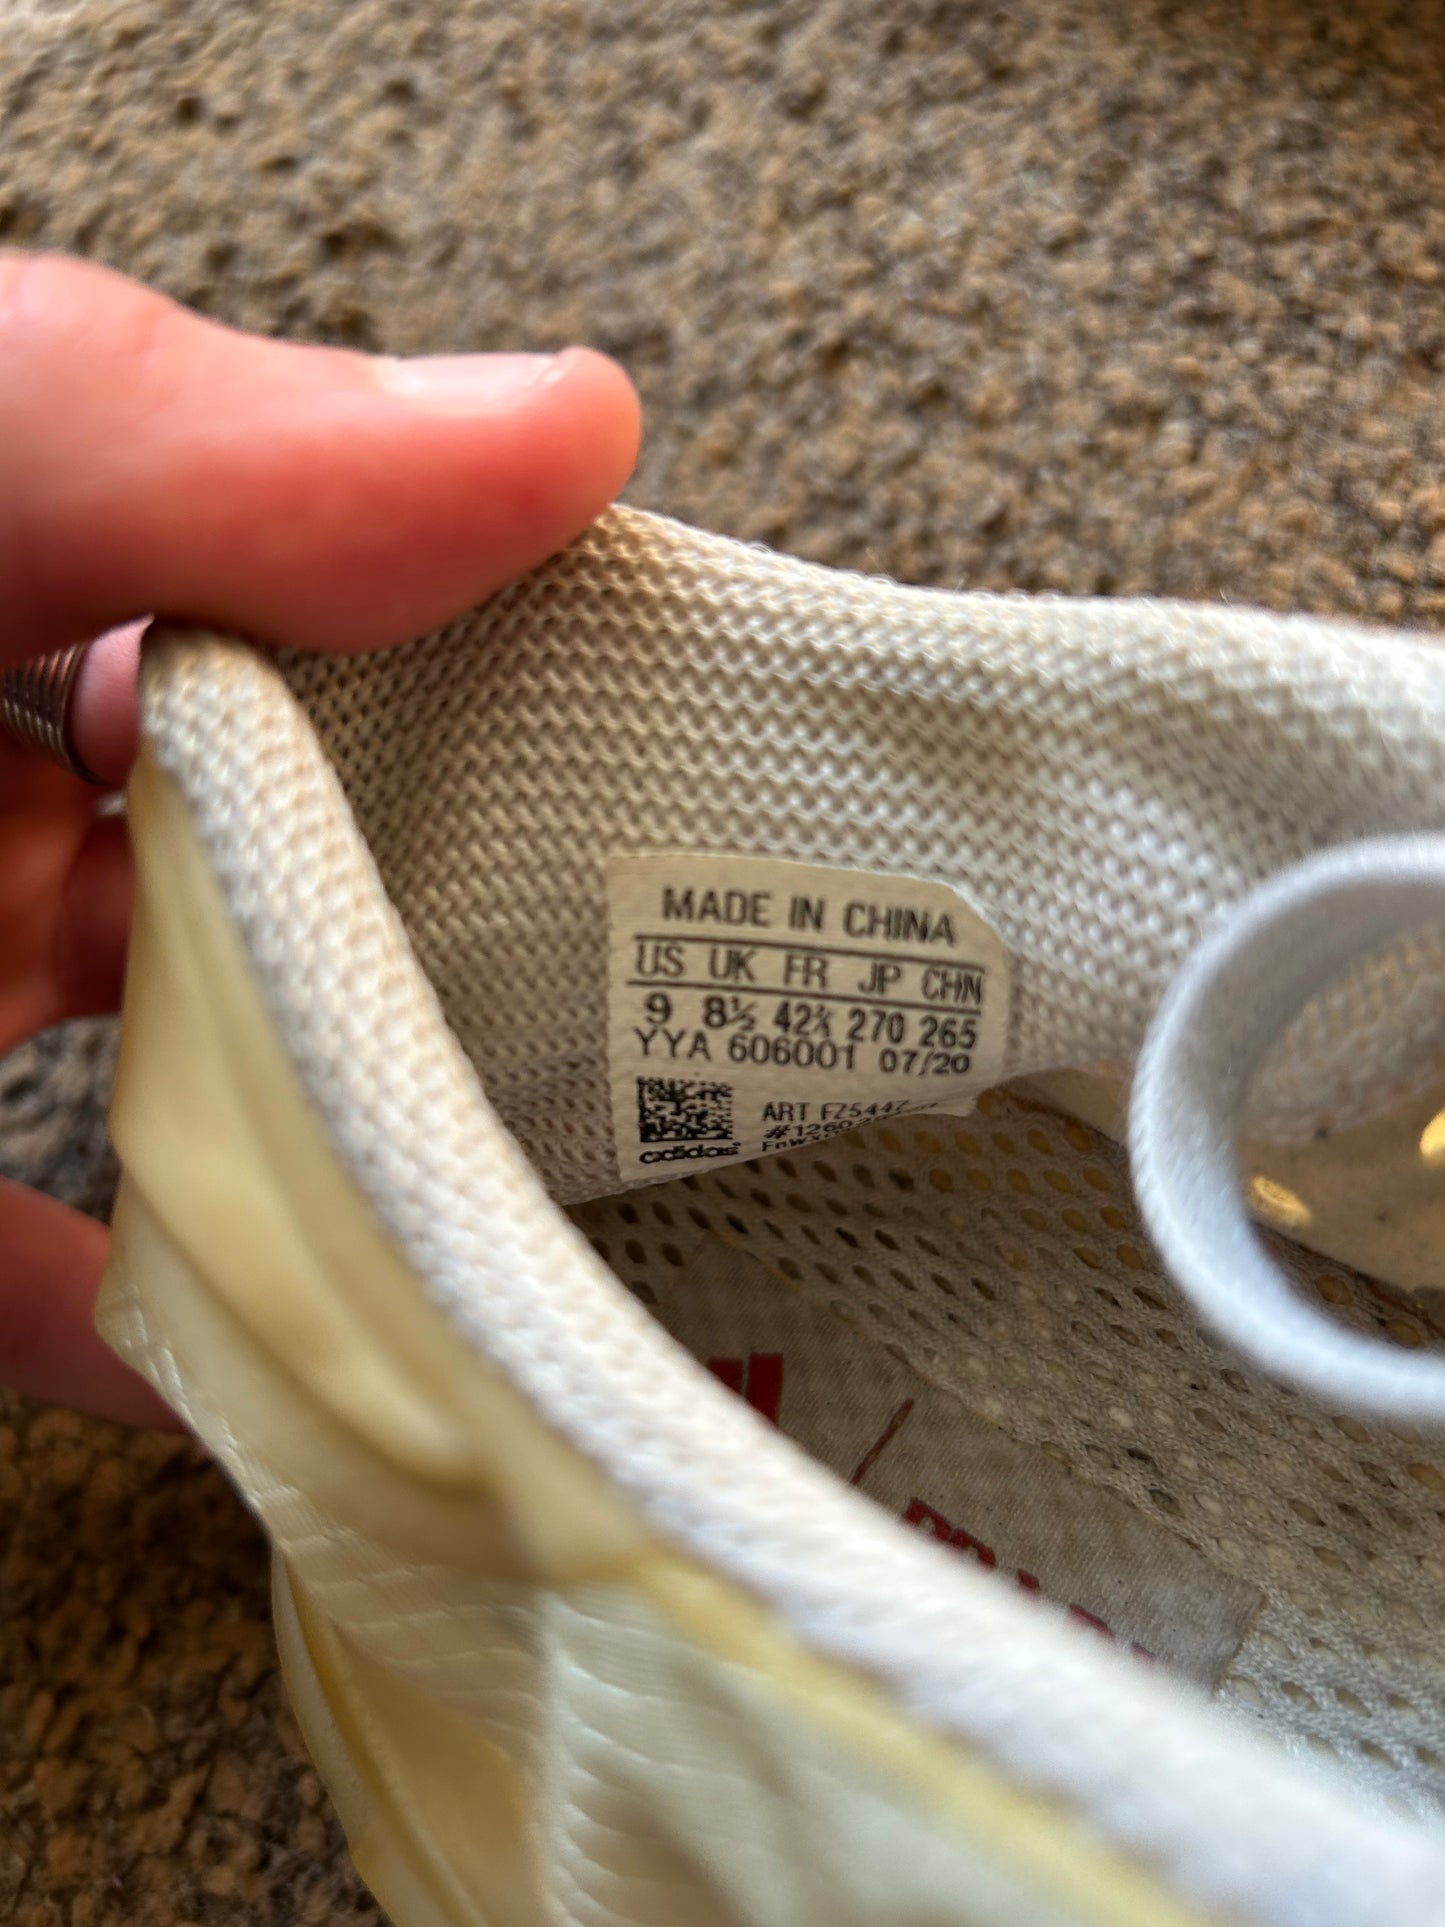 MADE IN CHINA
US UK FR JP CHN
9 8½ 42⅔ 270 265
YYA 606001 07/20
ART FZ5447
adidas